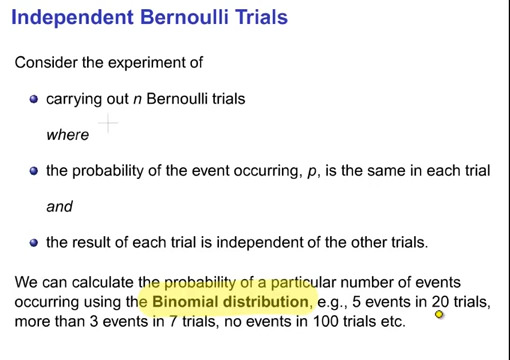 Independent Bernoulli Trials
Consider the experiment of
carrying out n Bernoulli trials
where
the probability of the event occurring, p, is the same in each trial
and
the result of each trial is independent of the other trials.
We can calculate the probability of a particular number of events
occurring using the Binomial distribution, e.g., 5 events in 20 trials,
more than 3 events in 7 trials, no events in 100 trials etc.